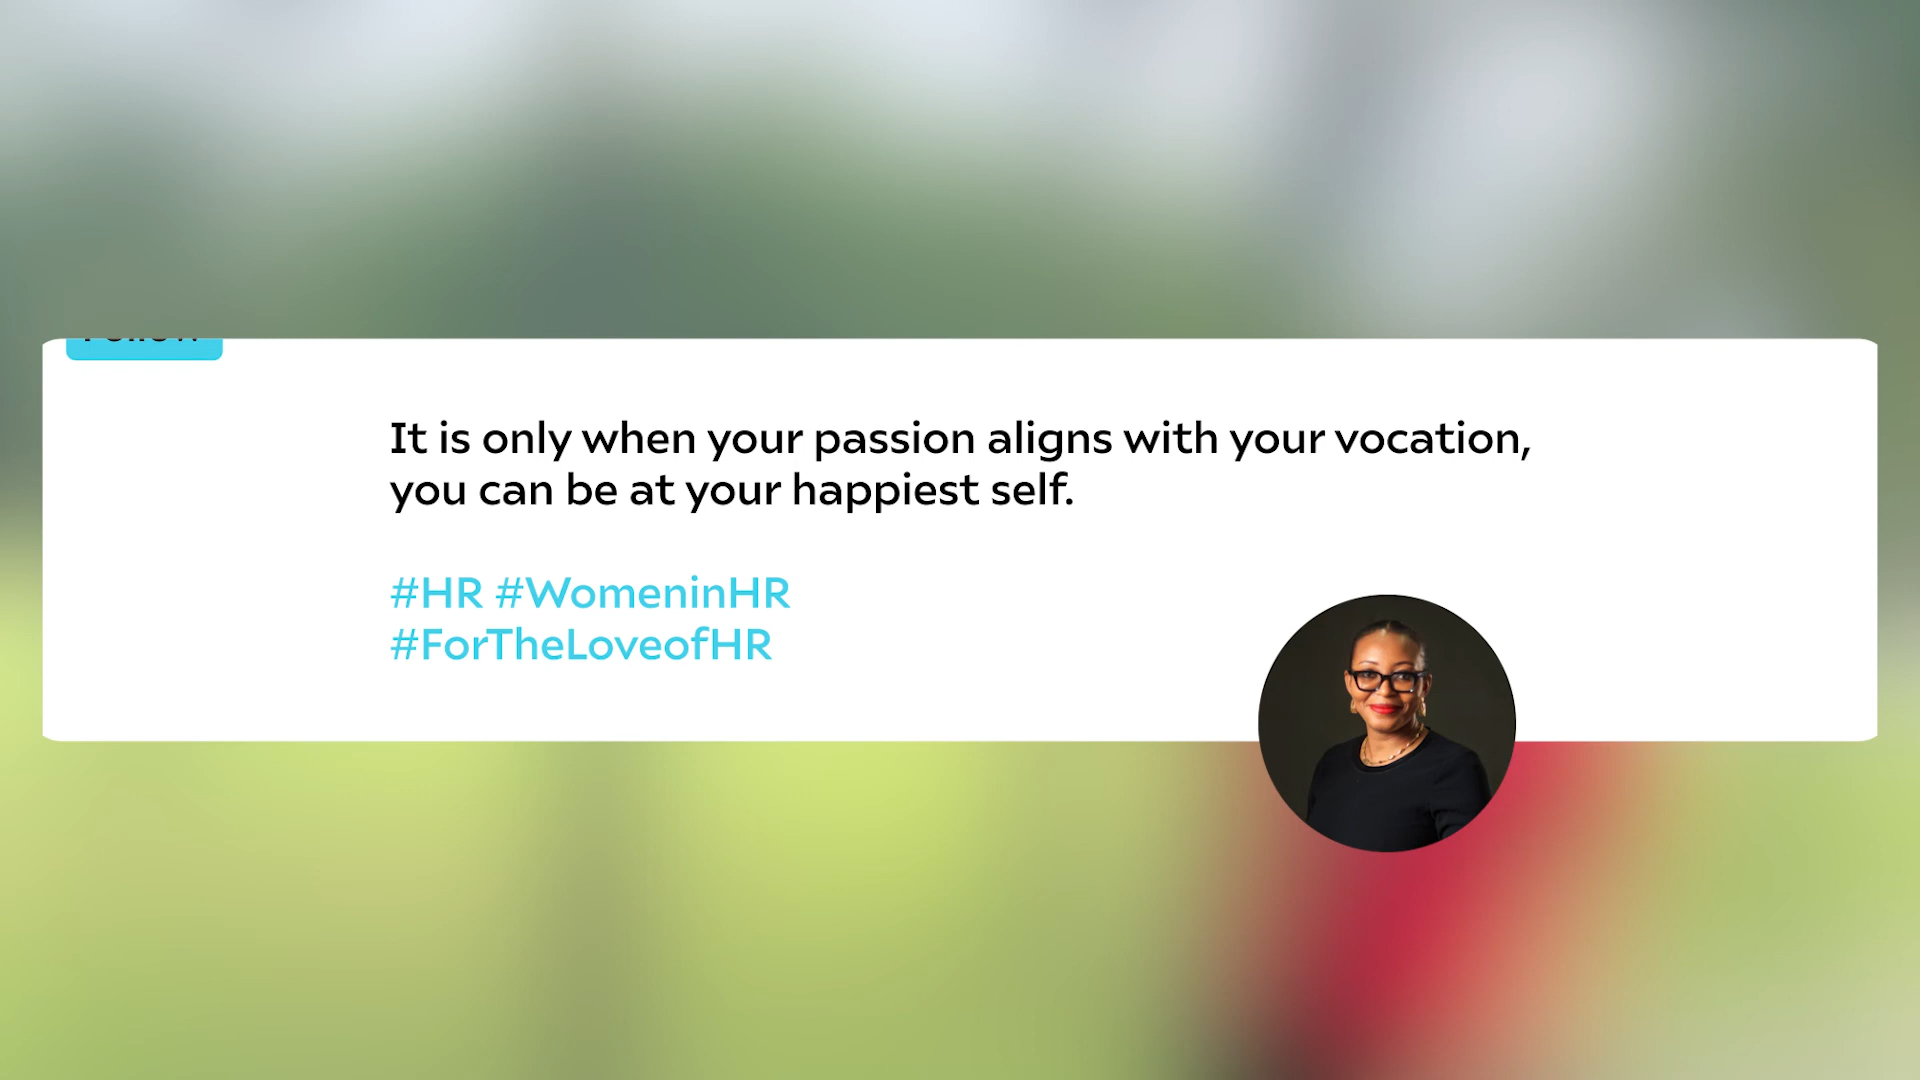 It is only when your passion aligns with your vocation,
you can be at your happiest self.
#HR #WomeninHR
#ForTheLoveofHR